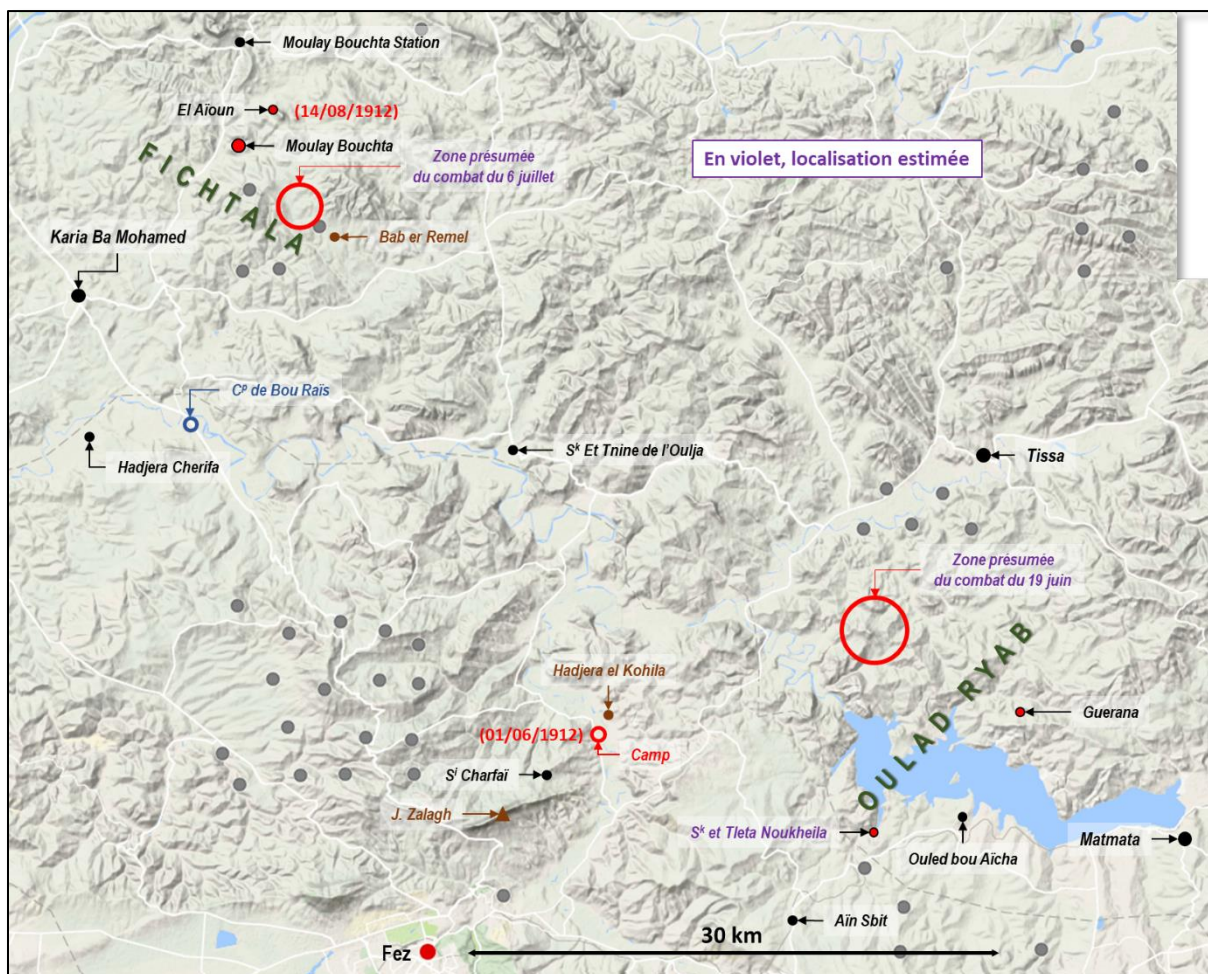 Moulay Bouchta Station
El Aïoun
(14/08/1912)
Moulay Bouchta
Zone présumée
du combat du 6 juillet
En violet, localisation estimée
FICHTALA
Karia Ba Mohamed
Bab er Remel
Cᵖ de Bou Raïs
Hadjera Cherifa
Sᵏ Et Tnine de l’Oulja
Tissa
Zone présumée
du combat du 19 juin
OULAD RYAB
Hadjera el Kohila
Guerana
(01/06/1912)
Camp
Sⁱ Charfaï
J. Zalagh
Sᵏ et Tleta Noukheila
Ouled bou Aïcha
Matmata
Aïn Sbit
30 km
Fez